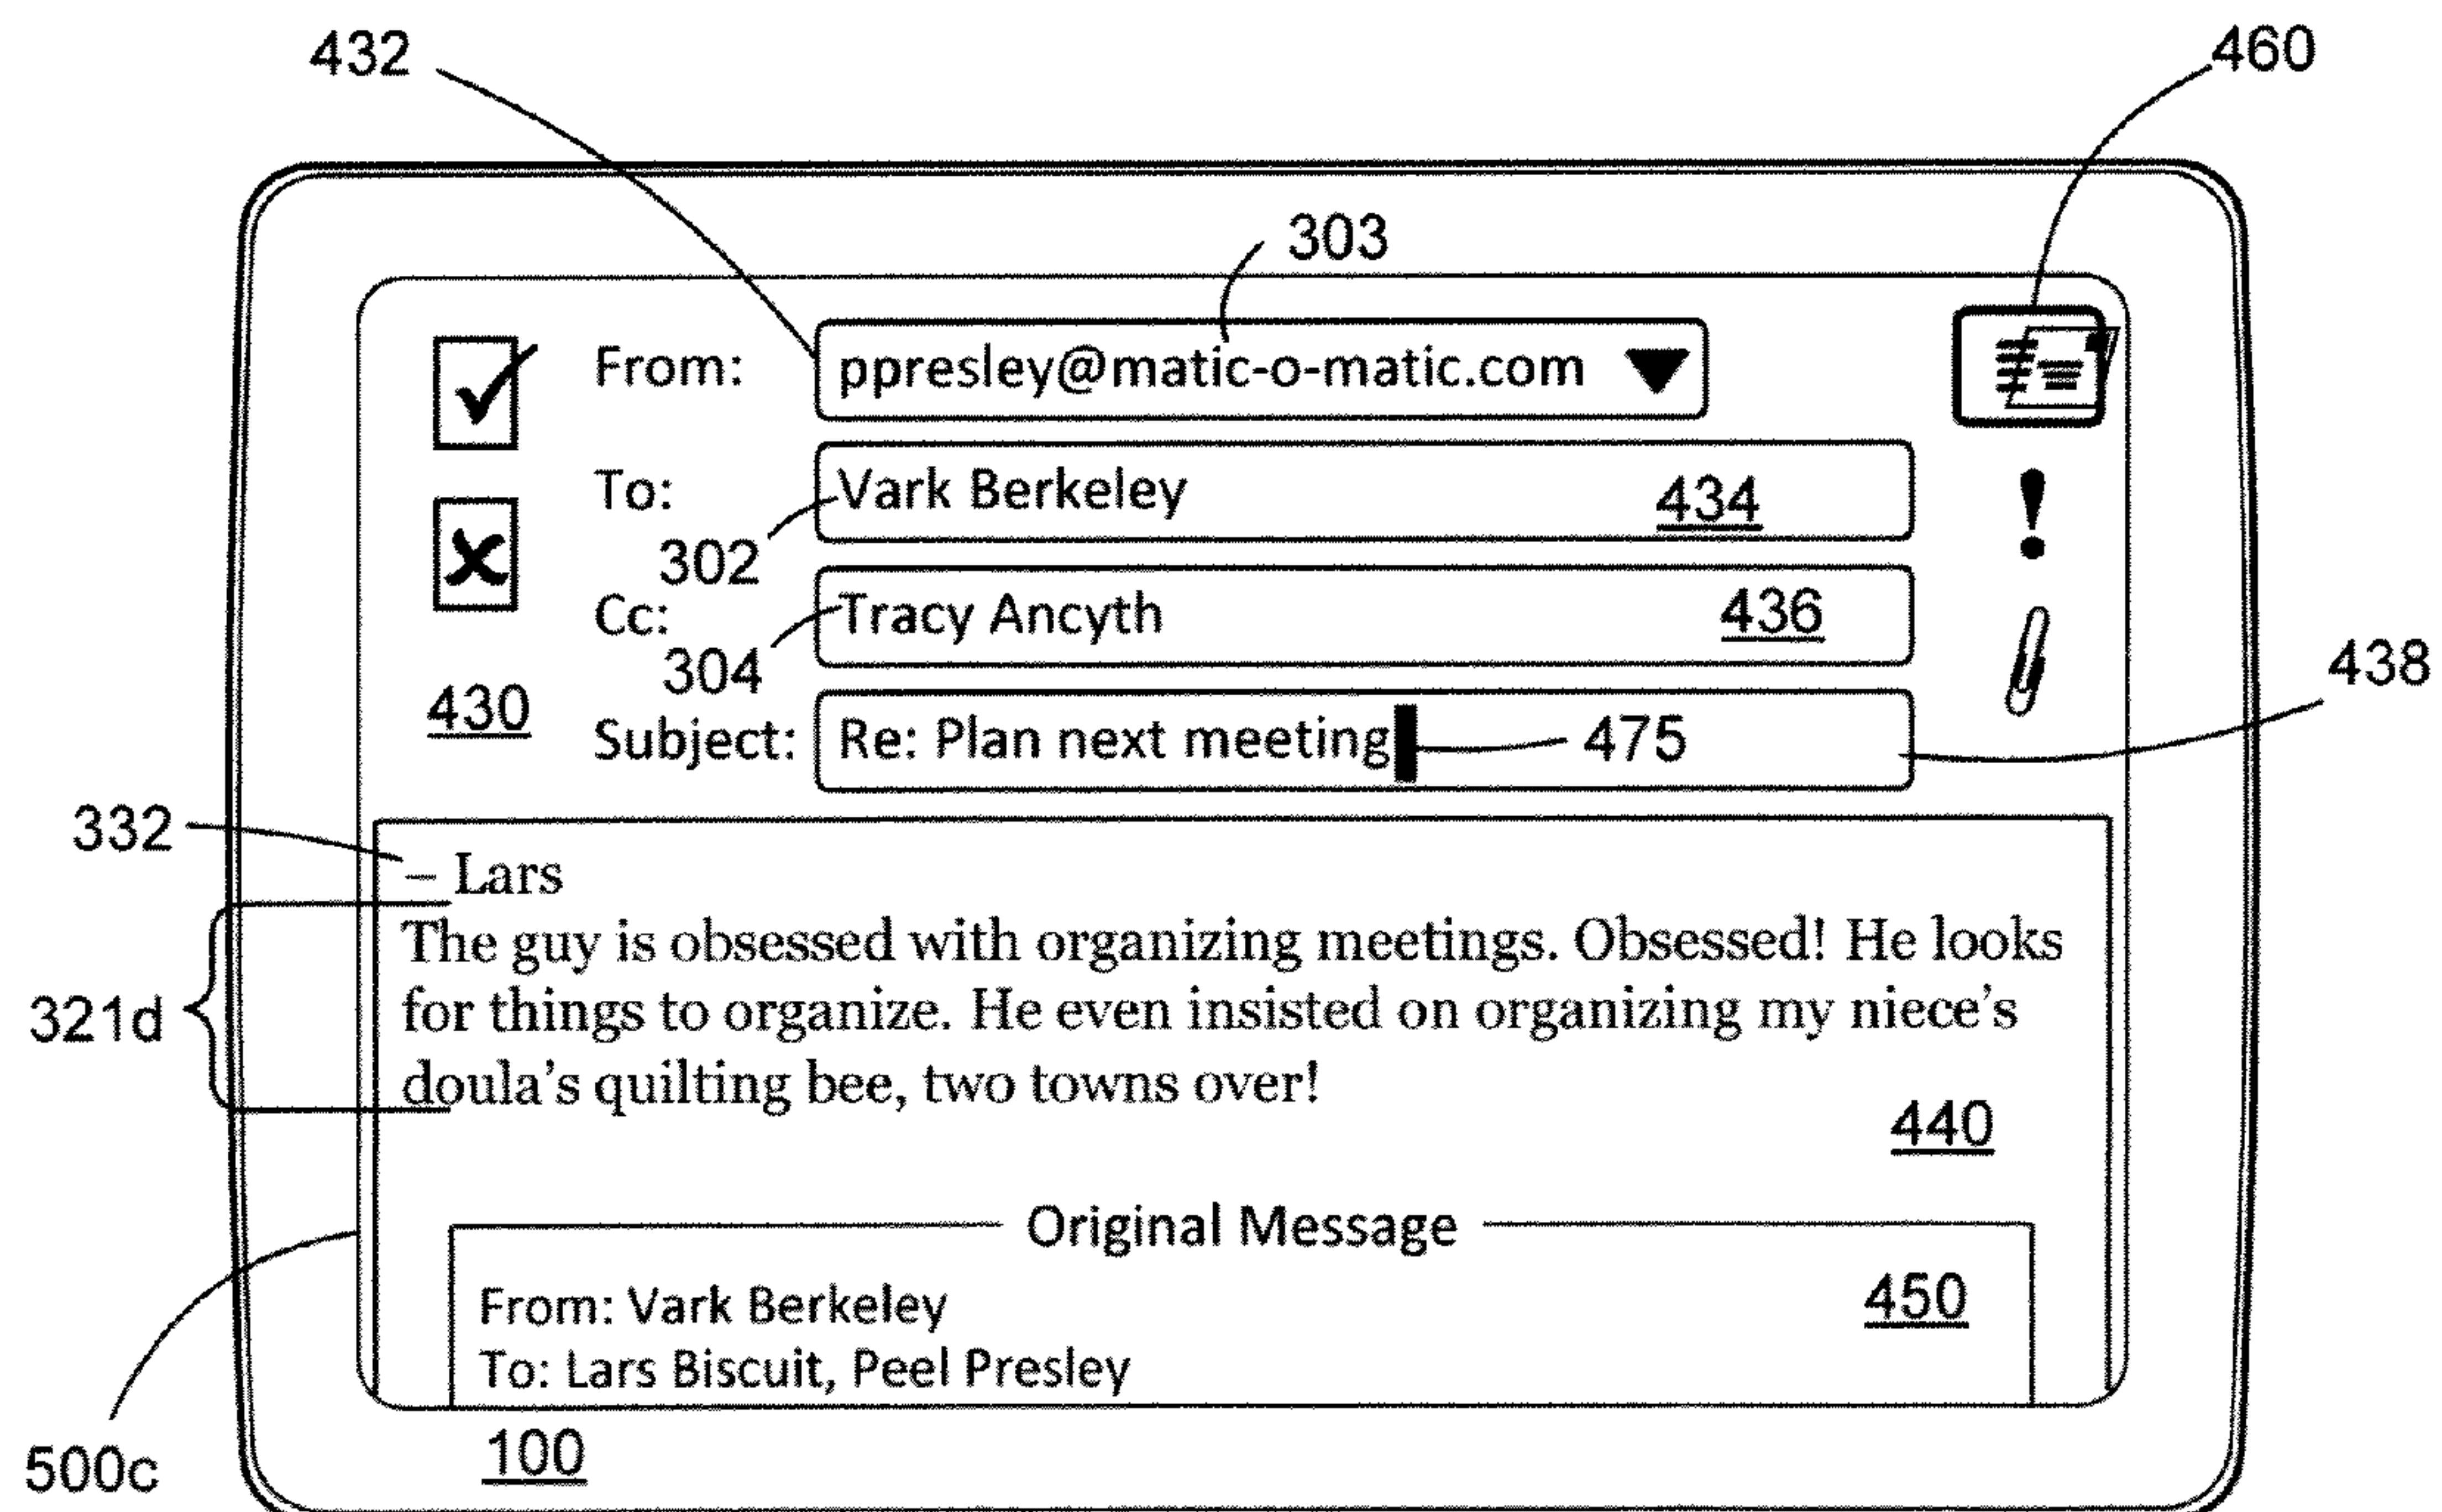 432
460
303
From: ppresley@matic-o-matic.com
To: Vark Berkeley 434
302
Cc: Tracy Ancyth 436
304
438
430
Subject: Re: Plan next meeting 475
332
– Lars
The guy is obsessed with organizing meetings. Obsessed! He looks
321d for things to organize. He even insisted on organizing my niece's
doula's quilting bee, two towns over!
440
Original Message
From: Vark Berkeley 450
To: Lars Biscuit, Peel Presley
500c
100